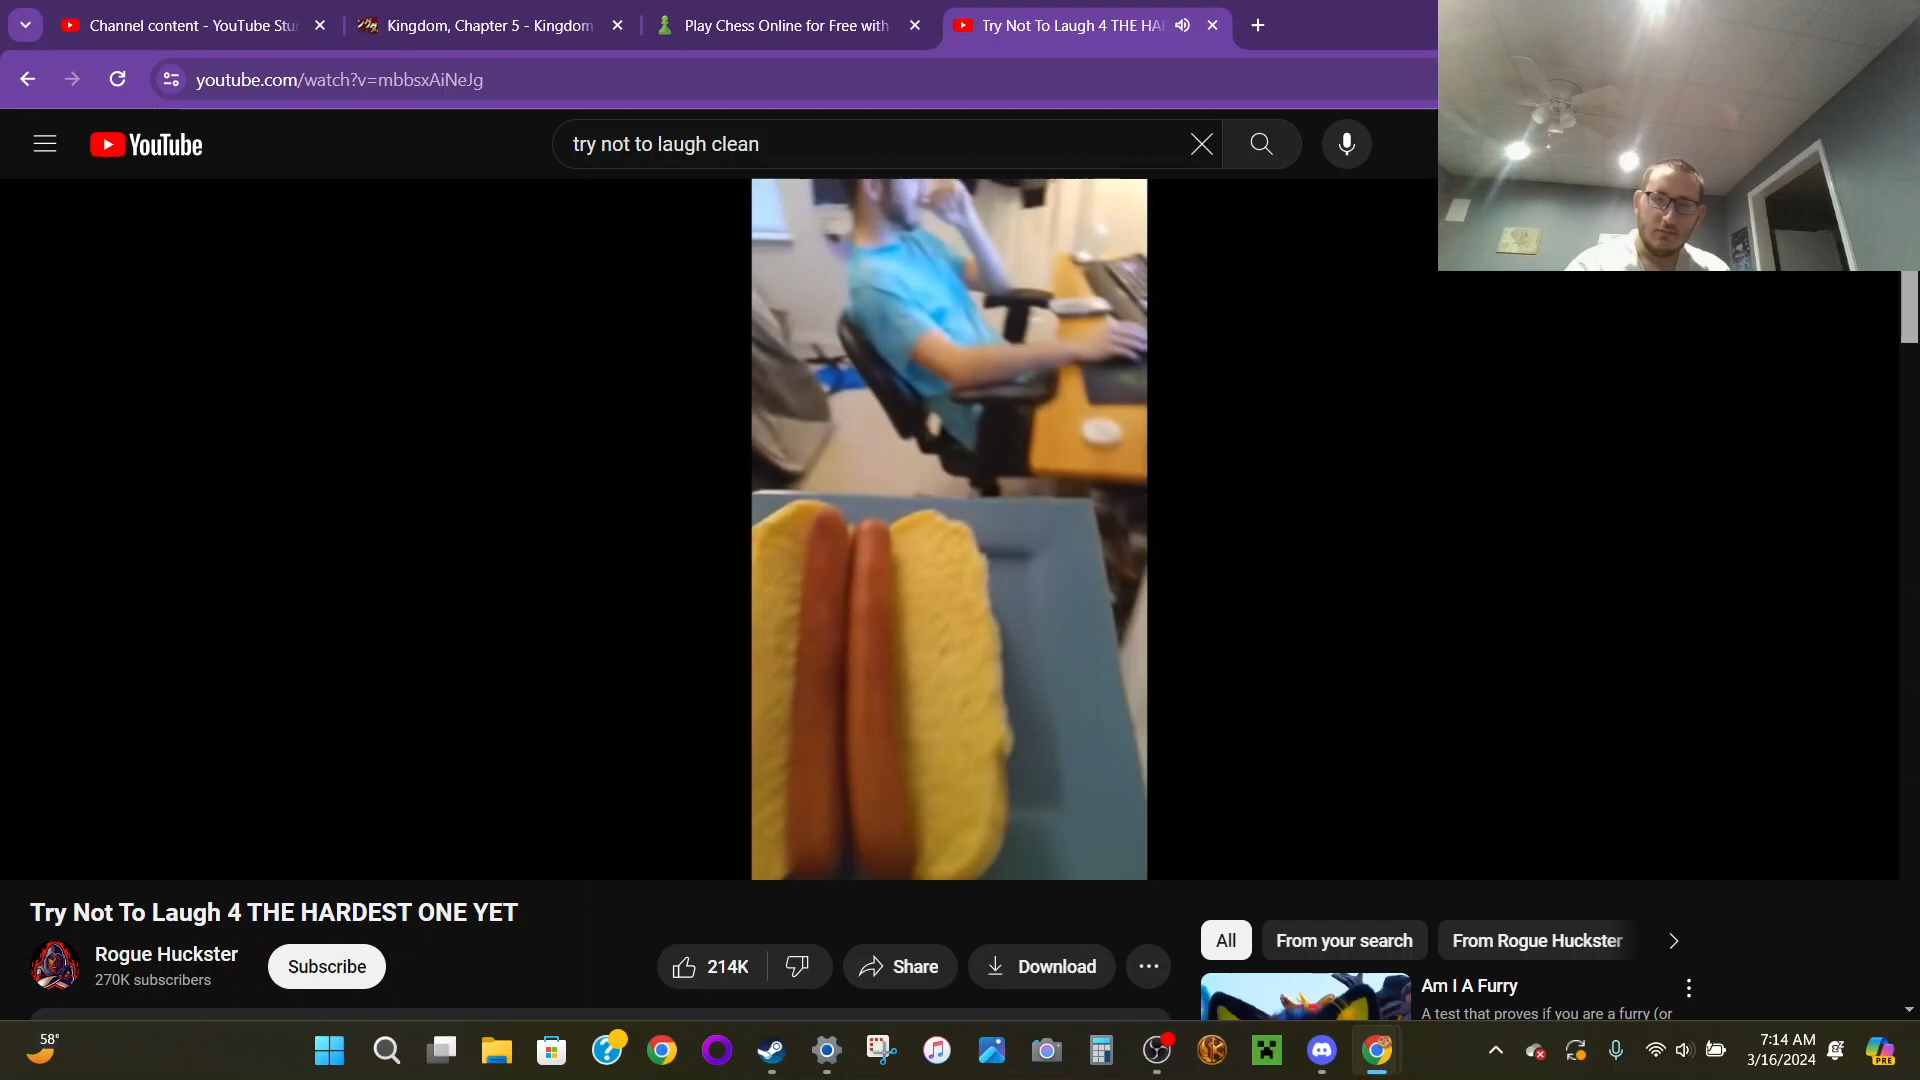 Channel content - YouTube Stu
Kingdom, Chapter 5 - Kingdom
Play Chess Online for Free with
Try Not To Laugh 4 THE HA
youtube.com/watch?v=mbbsxAiNeJg
YouTube
try not to laugh clean
Try Not To Laugh 4 THE HARDEST ONE YET
Rogue Huckster
270K subscribers
Subscribe
214K
Share
Download
All
From your search
From Rogue Huckster
Am I A Furry
A test that proves if you are a furry (or
58°
7:14 AM
3/16/2024
PRE